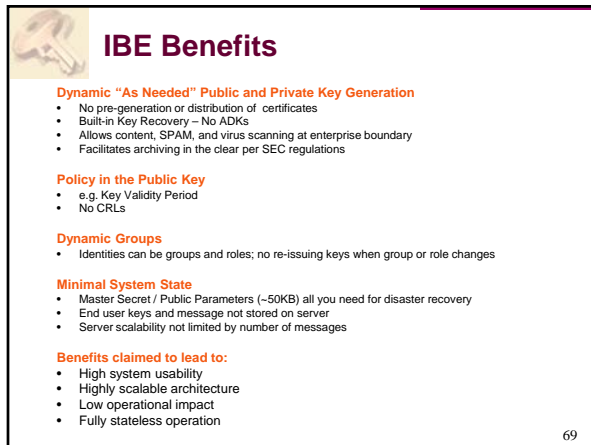 IBE Benefits
Dynamic “As Needed” Public and Private Key Generation
• No pre-generation or distribution of certificates
• Built-in Key Recovery – No ADKs
• Allows content, SPAM, and virus scanning at enterprise boundary
• Facilitates archiving in the clear per SEC regulations
Policy in the Public Key
• e.g. Key Validity Period
• No CRLs
Dynamic Groups
• Identities can be groups and roles; no re-issuing keys when group or role changes
Minimal System State
• Master Secret / Public Parameters (~50KB) all you need for disaster recovery
• End user keys and message not stored on server
• Server scalability not limited by number of messages
Benefits claimed to lead to:
• High system usability
• Highly scalable architecture
• Low operational impact
• Fully stateless operation
69